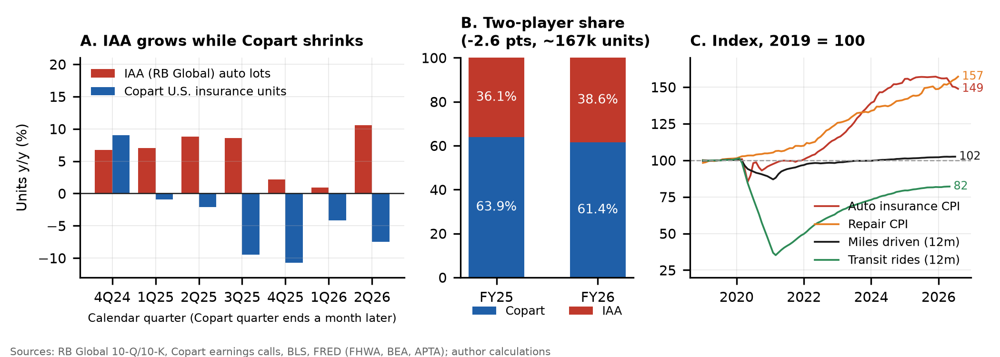 A. IAA grows while Copart shrinks
Units y/y (%)
20
15
10
5
0
−5
−10
IAA (RB Global) auto lots
Copart U.S. insurance units
4Q24 1Q25 2Q25 3Q25 4Q25 1Q26 2Q26
Calendar quarter (Copart quarter ends a month later)
B. Two-player share
(-2.6 pts, ~167k units)
100
80
60
40
20
0
36.1%
38.6%
63.9%
61.4%
FY25 FY26
Copart IAA
C. Index, 2019 = 100
150
125
100
75
50
25
157
149
102
82
Auto insurance CPI
Repair CPI
Miles driven (12m)
Transit rides (12m)
2020 2022 2024 2026
Sources: RB Global 10-Q/10-K, Copart earnings calls, BLS, FRED (FHWA, BEA, APTA); author calculations